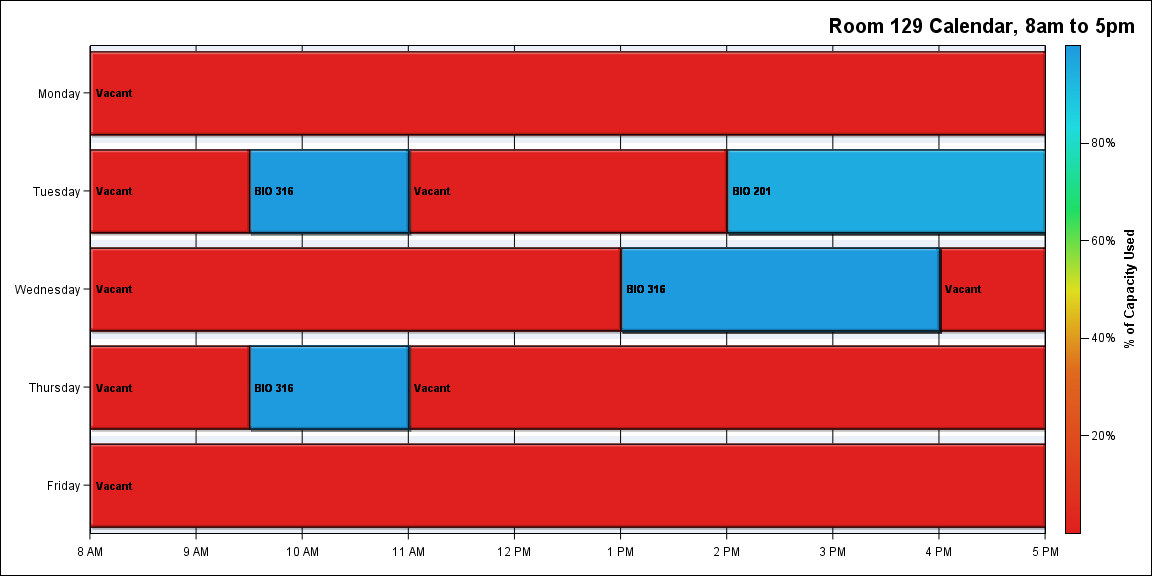 Room 129 Calendar, 8am to 5pm
Monday
Vacant
Tuesday
Vacant
BIO 316
Vacant
BIO 201
Wednesday
Vacant
BIO 316
Vacant
Thursday
Vacant
BIO 316
Vacant
Friday
Vacant
8 AM
9 AM
10 AM
11 AM
12 PM
1 PM
2 PM
3 PM
4 PM
5 PM
80%
60%
40%
20%
% of Capacity Used